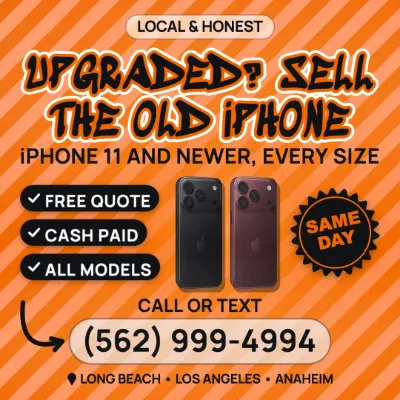 LOCAL & HONEST
UPGRADED? SELL
THE OLD iPHONE
iPHONE 11 AND NEWER, EVERY SIZE
✓ FREE QUOTE
✓ CASH PAID
✓ ALL MODELS
SAME
DAY
CALL OR TEXT
(562) 999-4994
LONG BEACH • LOS ANGELES • ANAHEIM